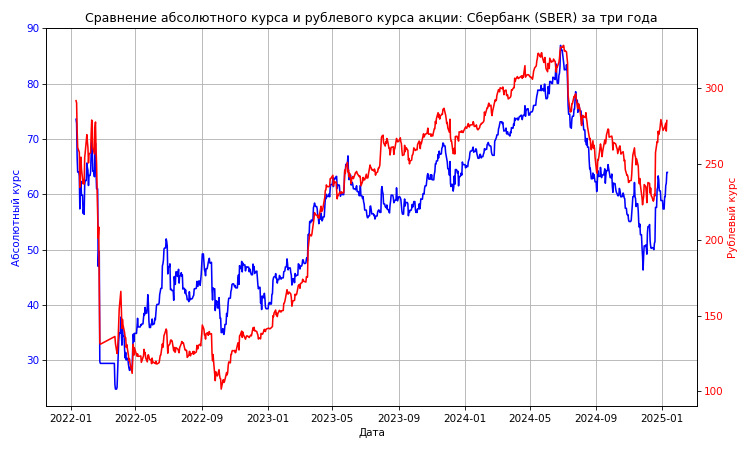 Сравнение абсолютного курса и рублевого курса акции: Сбербанк (SBER) за три года
90
80
70
60
50
40
30
Абсолютный курс
300
250
200
150
100
Рублевый курс
2022-01 2022-05 2022-09 2023-01 2023-05 2023-09 2024-01 2024-05 2024-09 2025-01
Дата